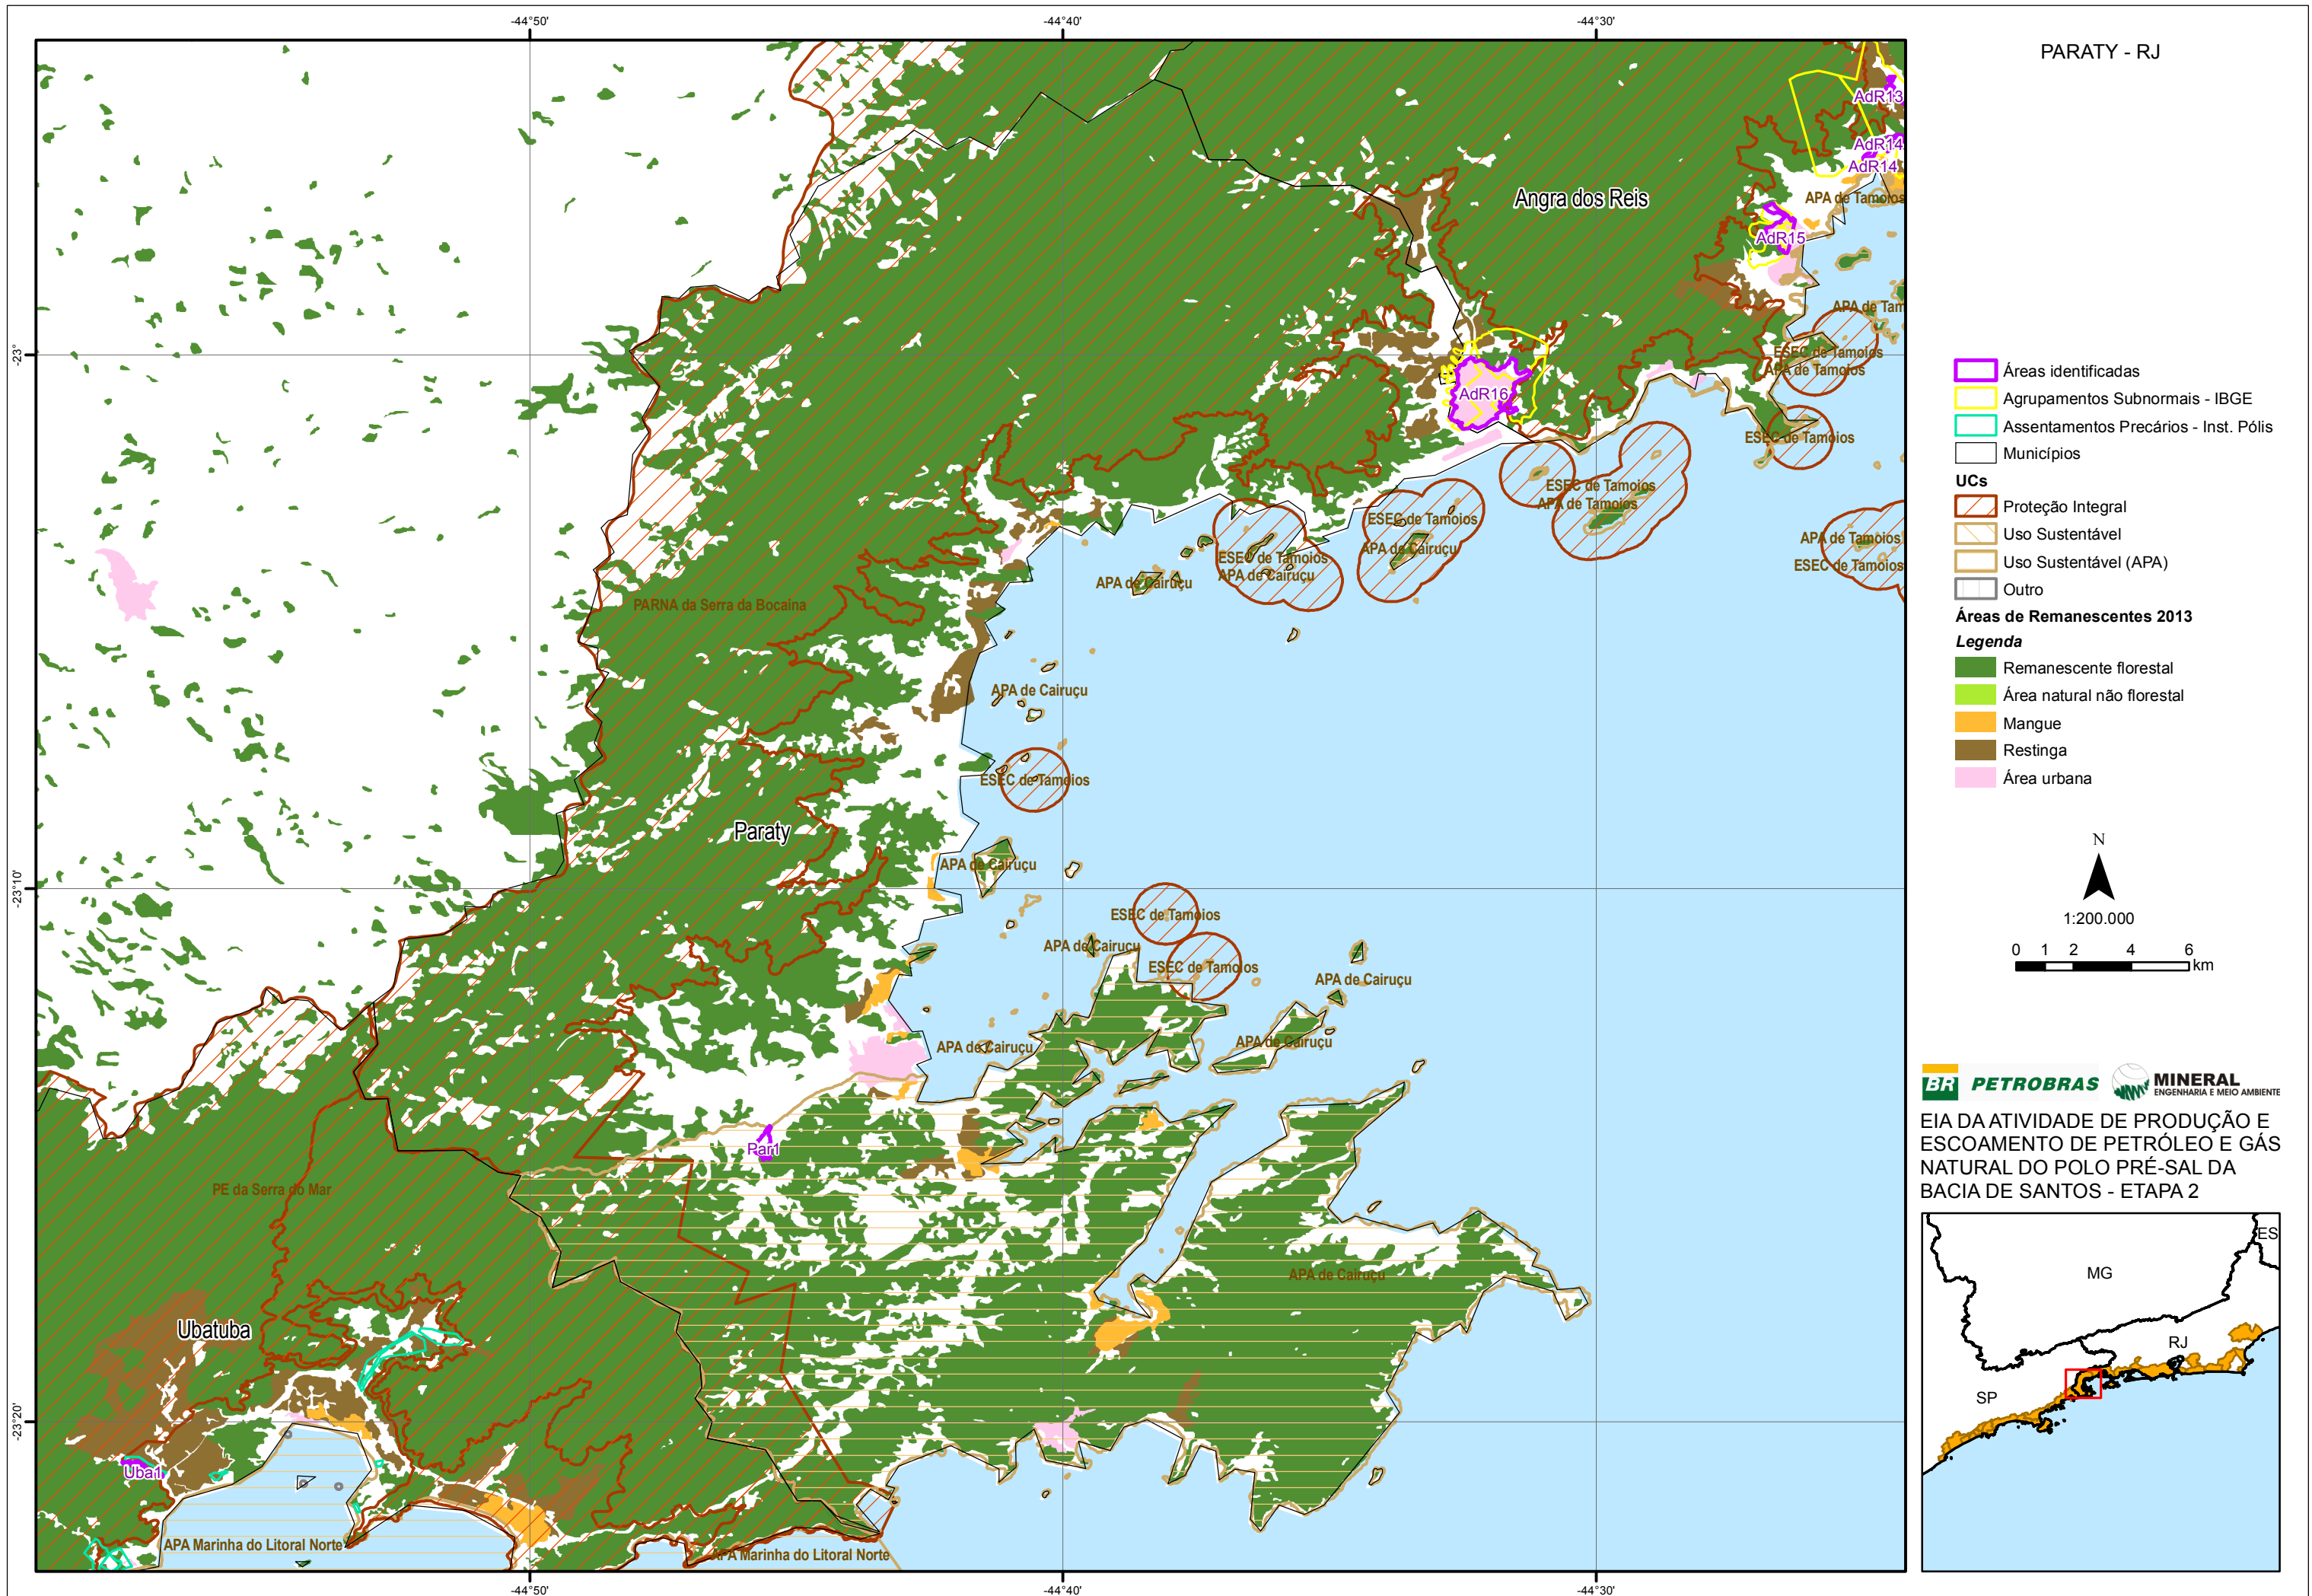 -44°50'
-44°40'
-44°30'
PARATY - RJ
AdR13
AdR14
AdR14
Angra dos Reis
APA de Tamoios
AdR15
APA de Tam
-23°
ESEC de Tamoios
APA de Tamoios
Áreas identificadas
AdR16
Agrupamentos Subnormais - IBGE
Assentamentos Precários - Inst. Pólis
ESEC de Tamoios
Municípios
UCs
ESEC de Tamoios
APA de Tamoios
Proteção Integral
ESEC de Tamoios
Uso Sustentável
APA de Tamoios
APA de Cairuçu
ESEC de Tamoios
Uso Sustentável (APA)
ESEC de Tamoios
APA de Cairuçu
APA de Cairuçu
Outro
PARNA da Serra da Bocaina
Áreas de Remanescentes 2013
Legenda
Remanescente florestal
APA de Cairuçu
Área natural não florestal
Mangue
Restinga
ESEC de Tamoios
Área urbana
Paraty
N
APA de Cairuçu
-23°10'
ESEC de Tamoios
1:200.000
APA de Cairuçu
0 1 2 4 6
km
ESEC de Tamoios
APA de Cairuçu
APA de Cairuçu
APA de Cairuçu
BR PETROBRAS
MINERAL
ENGENHARIA E MEIO AMBIENTE
EIA DA ATIVIDADE DE PRODUÇÃO E
ESCOAMENTO DE PETRÓLEO E GÁS
NATURAL DO POLO PRÉ-SAL DA
BACIA DE SANTOS - ETAPA 2
Par1
PE da Serra do Mar
APA de Cairuçu
ES
MG
RJ
SP
Ubatuba
-23°20'
Uba1
APA Marinha do Litoral Norte
APA Marinha do Litoral Norte
-44°50'
-44°40'
-44°30'